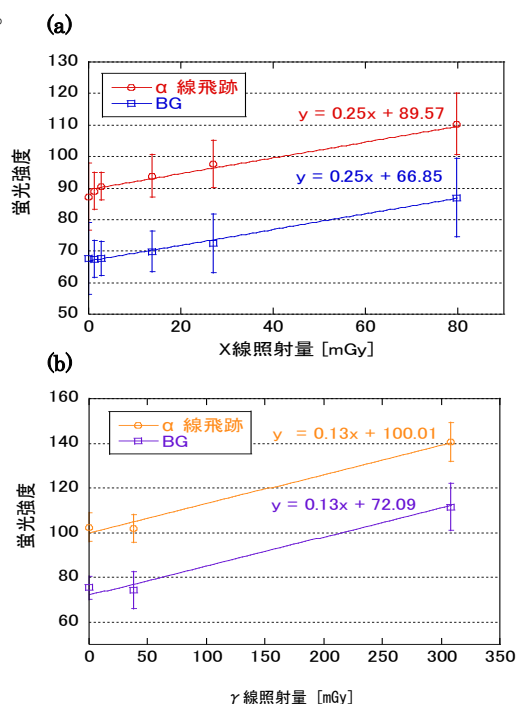 。
(a)
130
120
110
100
90
80
70
60
50
蛍光強度
α 線飛跡
BG
y = 0.25x + 89.57
y = 0.25x + 66.85
0 20 40 60 80
X線照射量 [mGy]
(b)
160
140
120
100
80
60
蛍光強度
α 線飛跡
BG
y = 0.13x + 100.01
y = 0.13x + 72.09
0 50 100 150 200 250 300 350
γ線照射量 [mGy]